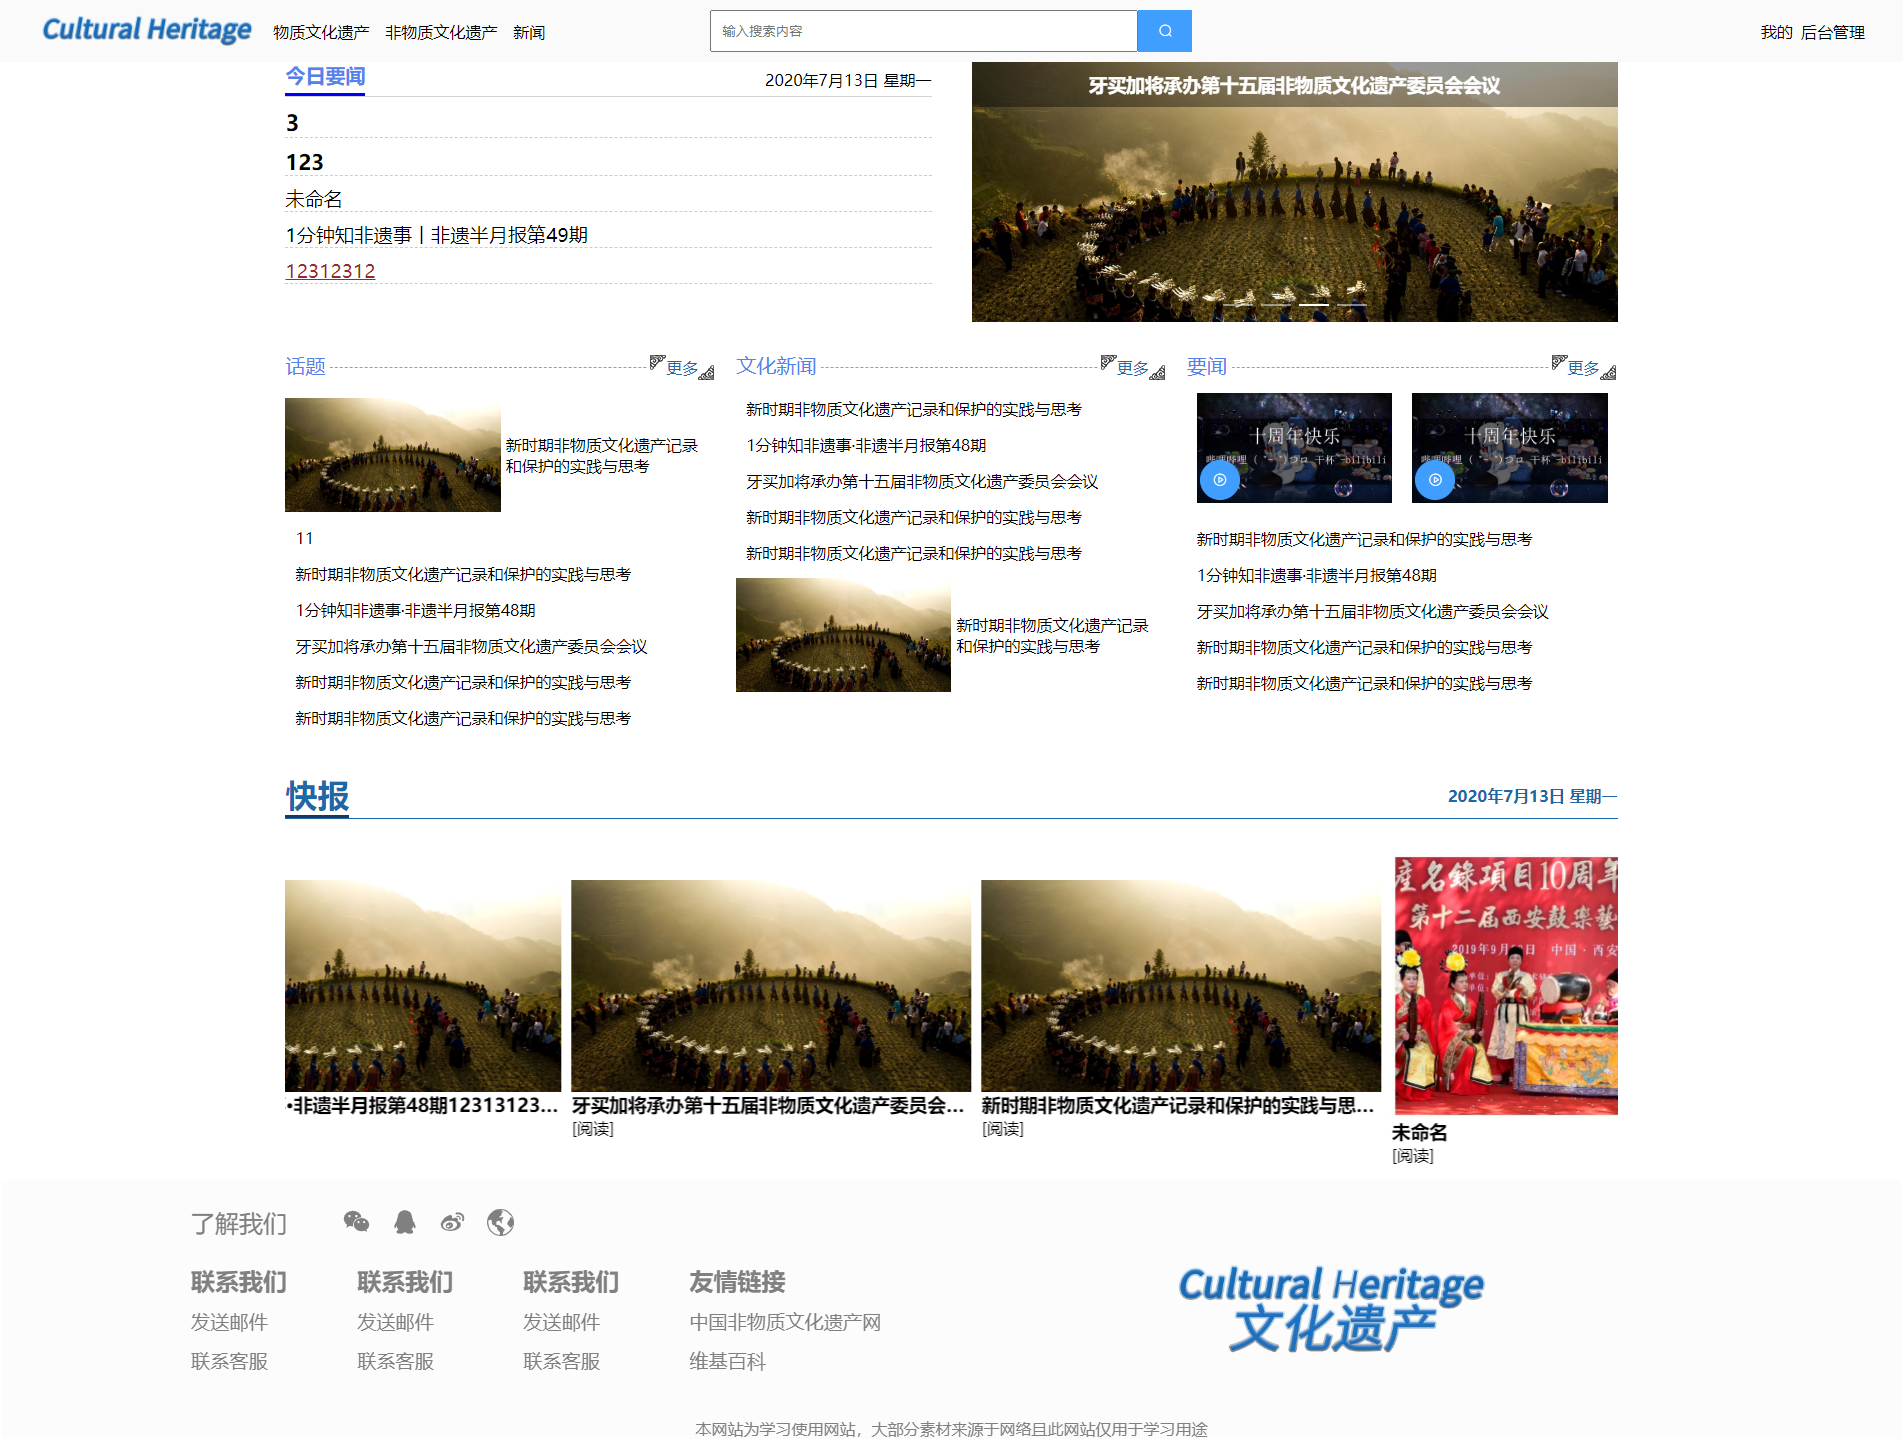 Cultural Heritage 物质文化遗产 非物质文化遗产 新闻 输入搜索内容 我的 后台管理
今日要闻 2020年7月13日 星期一
3
123
未命名
1分钟知非遗事丨非遗半月报第49期
12312312
牙买加将承办第十五届非物质文化遗产委员会会议
话题 更多
新时期非物质文化遗产记录
和保护的实践与思考
11
新时期非物质文化遗产记录和保护的实践与思考
1分钟知非遗事·非遗半月报第48期
牙买加将承办第十五届非物质文化遗产委员会会议
新时期非物质文化遗产记录和保护的实践与思考
新时期非物质文化遗产记录和保护的实践与思考
文化新闻 更多
新时期非物质文化遗产记录和保护的实践与思考
1分钟知非遗事·非遗半月报第48期
牙买加将承办第十五届非物质文化遗产委员会会议
新时期非物质文化遗产记录和保护的实践与思考
新时期非物质文化遗产记录和保护的实践与思考
新时期非物质文化遗产记录
和保护的实践与思考
要闻 更多
十周年快乐
干杯 -bilibili
十周年快乐
干杯 -bilibili
新时期非物质文化遗产记录和保护的实践与思考
1分钟知非遗事·非遗半月报第48期
牙买加将承办第十五届非物质文化遗产委员会会议
新时期非物质文化遗产记录和保护的实践与思考
新时期非物质文化遗产记录和保护的实践与思考
快报 2020年7月13日 星期一
·非遗半月报第48期12313123...
牙买加将承办第十五届非物质文化遗产委员会...
[阅读]
新时期非物质文化遗产记录和保护的实践与思...
[阅读]
産名錄項目10周年
第十二届西安鼓樂藝
2019年9月 日 中国·西安
未命名
[阅读]
了解我们
联系我们 联系我们 联系我们 友情链接
发送邮件 发送邮件 发送邮件 中国非物质文化遗产网
联系客服 联系客服 联系客服 维基百科
Cultural Heritage
文化遗产
本网站为学习使用网站，大部分素材来源于网络且此网站仅用于学习用途